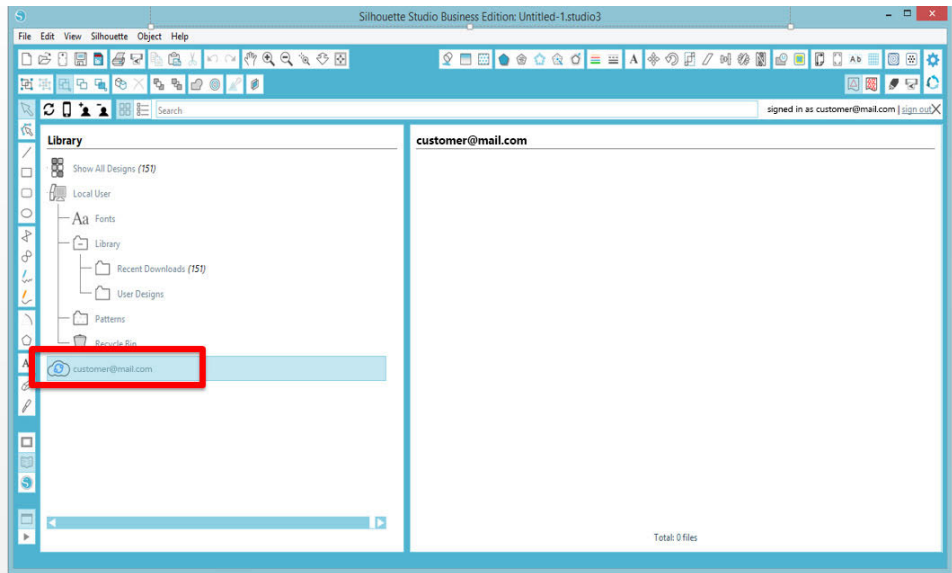 Silhouette Studio Business Edition: Untitled-1.studio3
File Edit View Silhouette Object Help
Search
signed in as customer@mail.com | sign out
Library
Show All Designs (151)
Local User
Aa Fonts
Library
Recent Downloads (151)
User Designs
Patterns
Recycle Bin
customer@mail.com
customer@mail.com
Total: 0 files